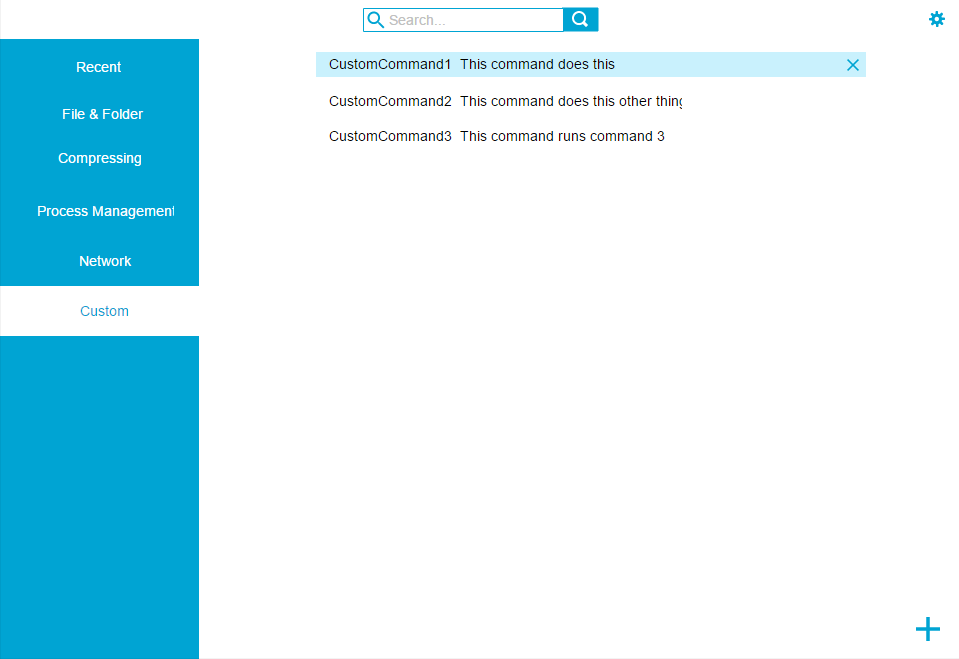 Search...
Recent
File & Folder
Compressing
Process Management
Network
Custom
CustomCommand1 This command does this
CustomCommand2 This command does this other thing
CustomCommand3 This command runs command 3